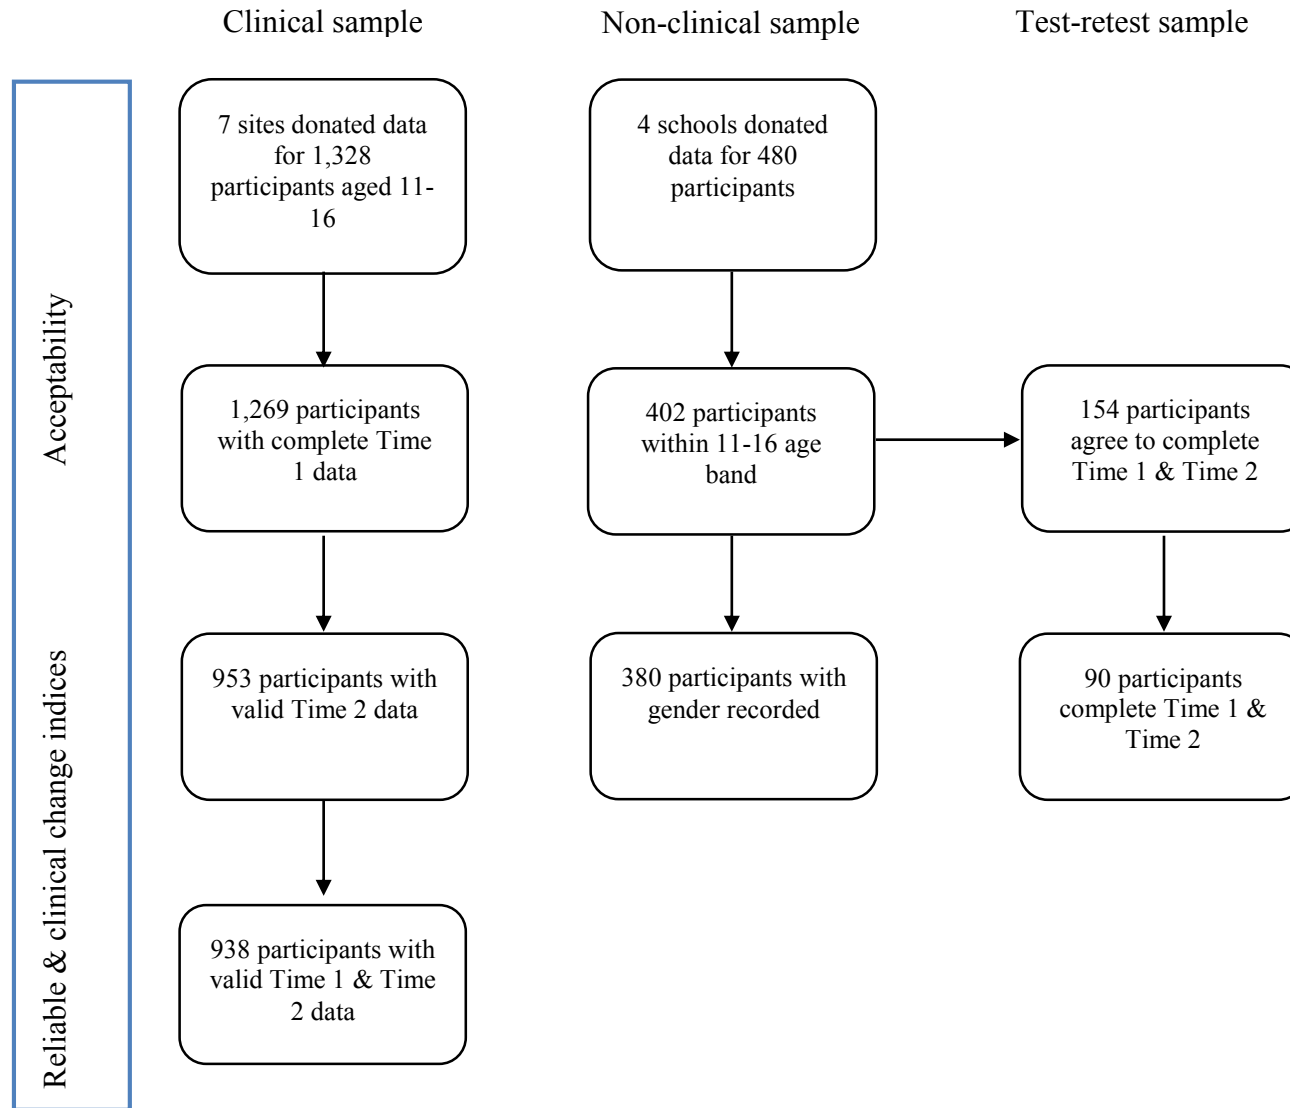 Clinical sample
Non-clinical sample
Test-retest sample
Acceptability
Reliable & clinical change indices
7 sites donated data
for 1,328
participants aged 11-
16
4 schools donated
data for 480
participants
1,269 participants
with complete Time
1 data
402 participants
within 11-16 age
band
154 participants
agree to complete
Time 1 & Time 2
953 participants with
valid Time 2 data
380 participants with
gender recorded
90 participants
complete Time 1 &
Time 2
938 participants with
valid Time 1 & Time
2 data